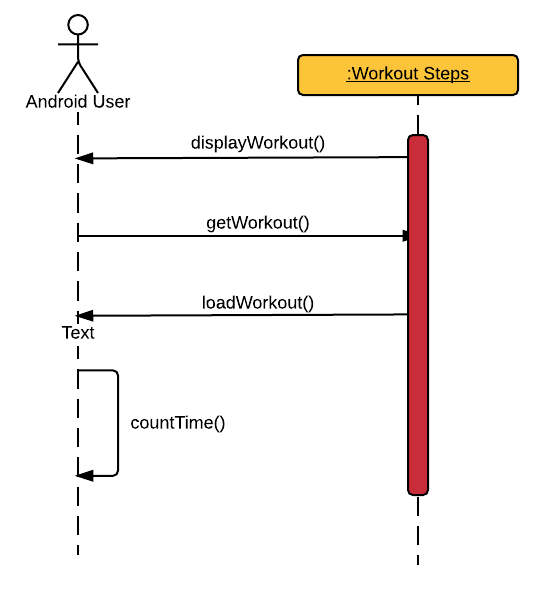 :Workout Steps
Android User
displayWorkout()
getWorkout()
loadWorkout()
Text
countTime()